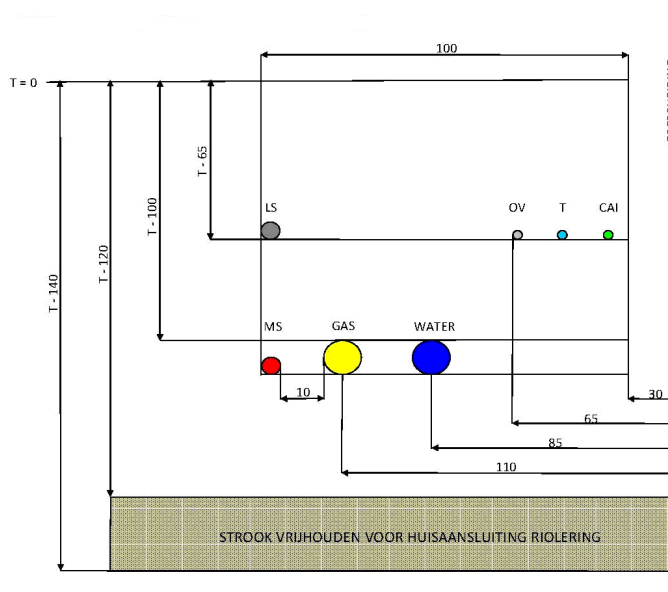 100
T = 0
T - 65
LS
OV
T
CAI
T - 100
T - 120
T - 140
MS
GAS
WATER
10
30
65
85
110
STROOK VRIJHOUDEN VOOR HUISAANSLUITING RIOLERING